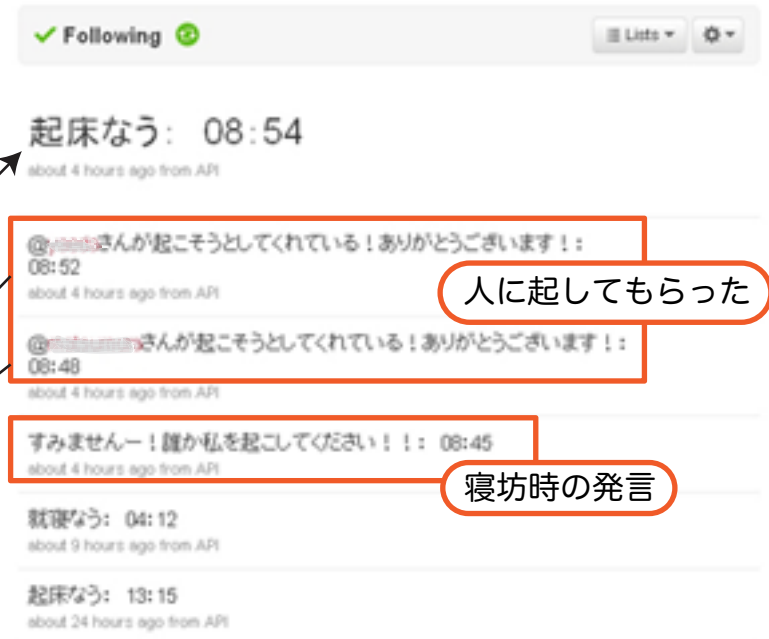 Following
Lists
起床なう: 08:54
about 4 hours ago from API
さんが起こそうとしてくれている！ありがとうございます！:
08:52
about 4 hours ago from API
人に起してもらった
さんが起こそうとしてくれている！ありがとうございます！:
08:48
about 4 hours ago from API
すみませんー！誰か私を起こしてください！！: 08:45
about 4 hours ago from API
寝坊時の発言
就寝なう: 04:12
about 9 hours ago from API
起床なう: 13:15
about 24 hours ago from API